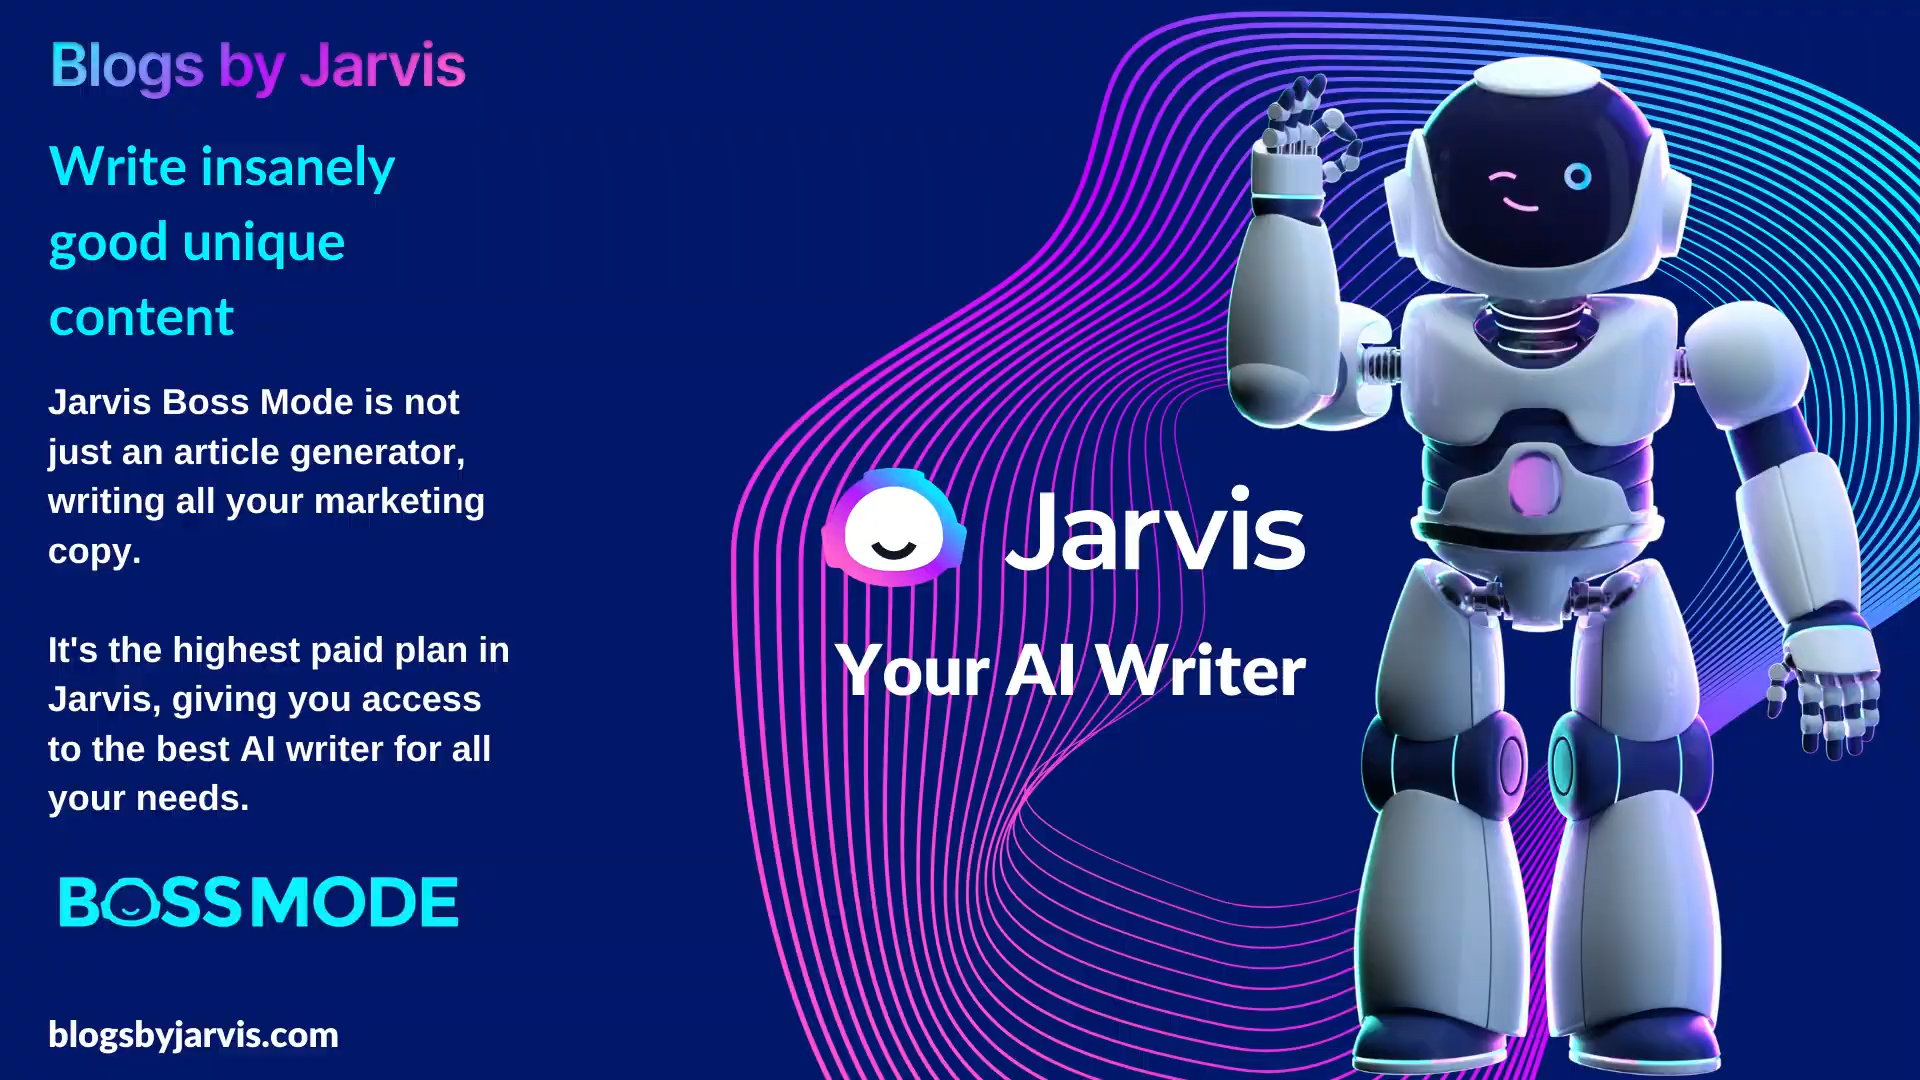 Blogs by Jarvis
Write insanely
good unique
content
Jarvis Boss Mode is not
just an article generator,
writing all your marketing
copy.
It's the highest paid plan in
Jarvis, giving you access
to the best AI writer for all
your needs.
BOSSMODE
blogsbyjarvis.com
Jarvis
Your AI Writer